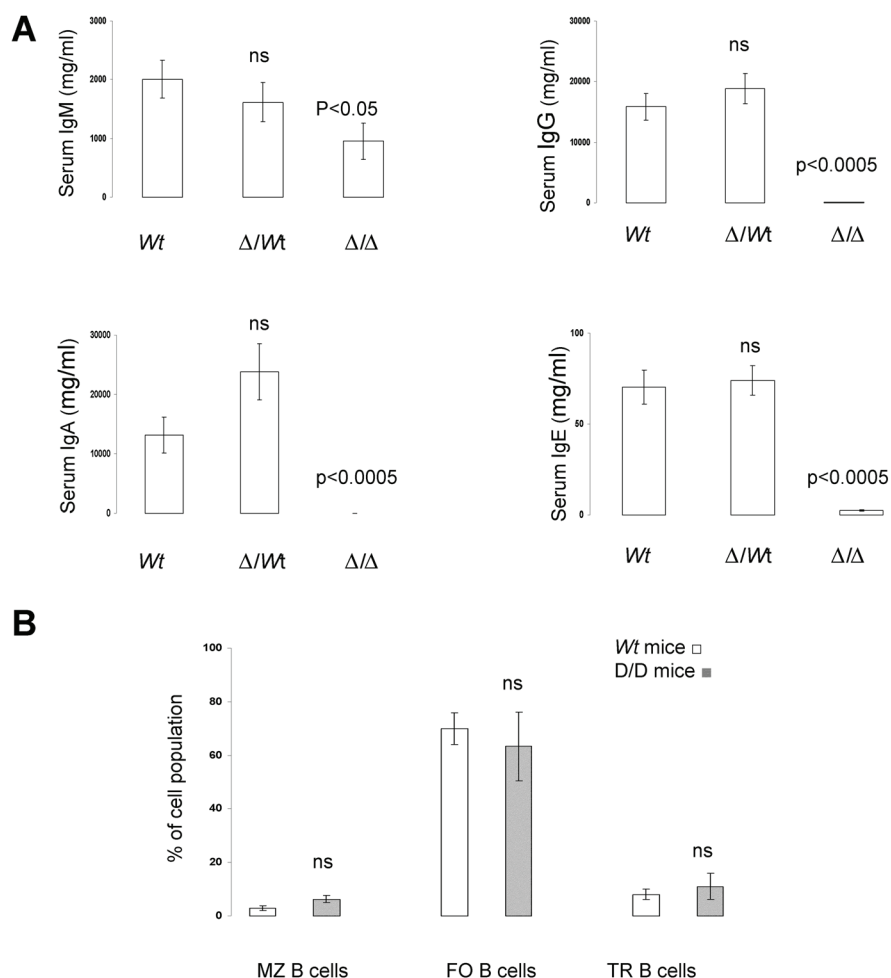 A
Serum IgM (mg/ml)
3000
2000
1000
0
ns
P<0.05
Wt
Δ/Wt
Δ/Δ
Serum IgG (mg/ml)
30000
20000
10000
0
ns
p<0.0005
Wt
Δ/Wt
Δ/Δ
Serum IgA (mg/ml)
30000
20000
10000
0
ns
p<0.0005
Wt
Δ/Wt
Δ/Δ
Serum IgE (mg/ml)
100
50
0
ns
p<0.0005
Wt
Δ/Wt
Δ/Δ
B
% of cell population
100
80
60
40
20
0
Wt mice
D/D mice
ns
ns
ns
MZ B cells
FO B cells
TR B cells